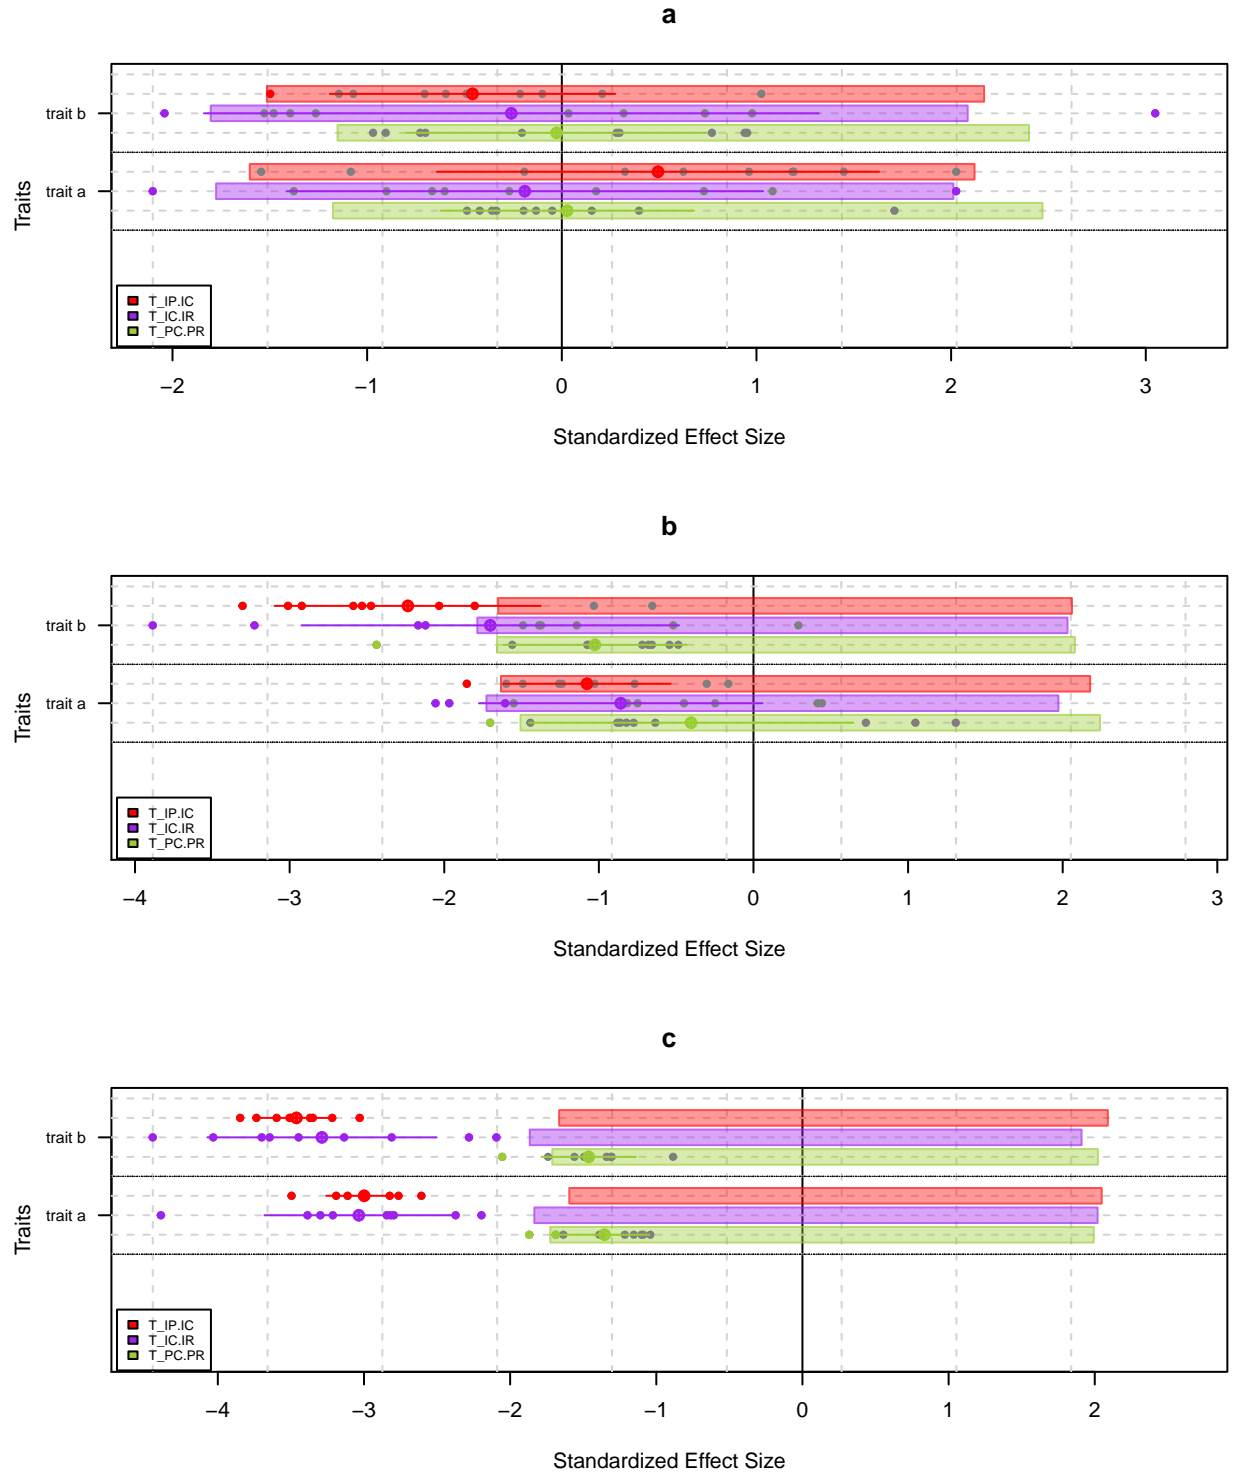 a
Traits
trait b
trait a
T_IP.IC
T_IC.IR
T_PC.PR
−2 −1 0 1 2 3
Standardized Effect Size
b
Traits
trait b
trait a
T_IP.IC
T_IC.IR
T_PC.PR
−4 −3 −2 −1 0 1 2 3
Standardized Effect Size
c
Traits
trait b
trait a
T_IP.IC
T_IC.IR
T_PC.PR
−4 −3 −2 −1 0 1 2
Standardized Effect Size